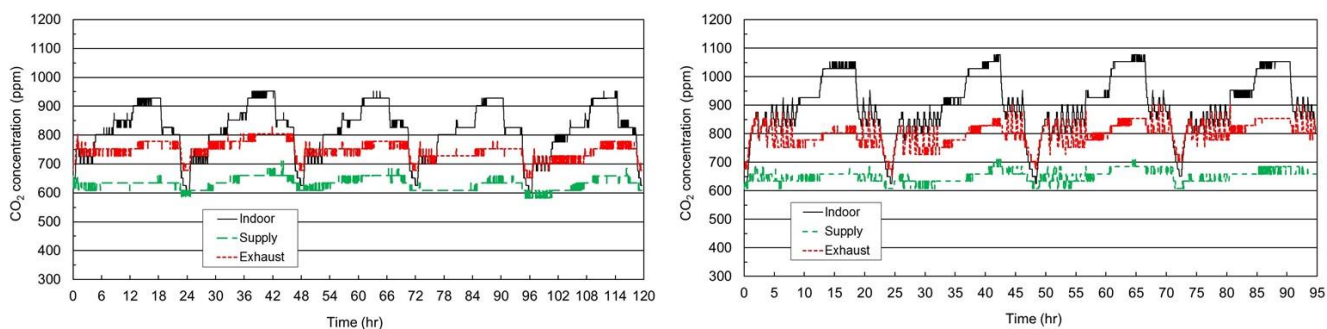 CO2 concentration (ppm)
1200
1100
1000
900
800
700
600
500
400
300
Indoor
Supply
Exhaust
0 6 12 18 24 30 36 42 48 54 60 66 72 78 84 90 96 102 108 114 120
Time (hr)
CO2 concentration (ppm)
1200
1100
1000
900
800
700
600
500
400
300
Indoor
Supply
Exhaust
0 5 10 15 20 25 30 35 40 45 50 55 60 65 70 75 80 85 90 95
Time (hr)